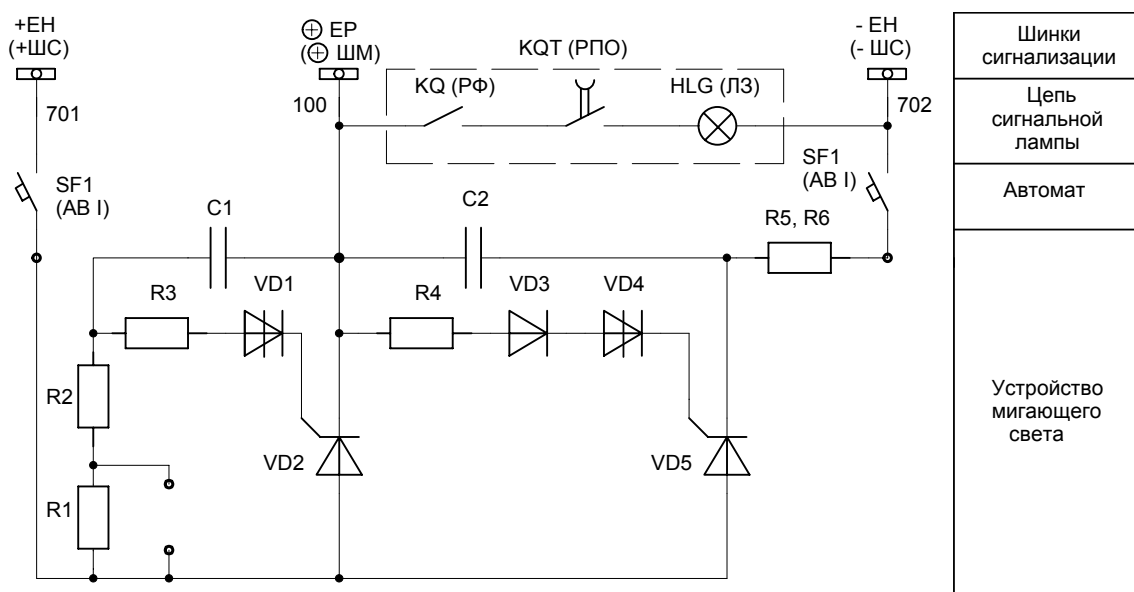 +EH
(+ШС)
⊕ EP
(⊕ ШМ)
KQT (РПО)
- EH
(- ШС)
Шинки
сигнализации
701
100
KQ (РФ)
HLG (ЛЗ)
702
Цепь
сигнальной
лампы
SF1
(АВ I)
SF1
(АВ I)
Автомат
C1
C2
R5, R6
R3
VD1
R4
VD3
VD4
R2
VD2
VD5
R1
Устройство
мигающего
света